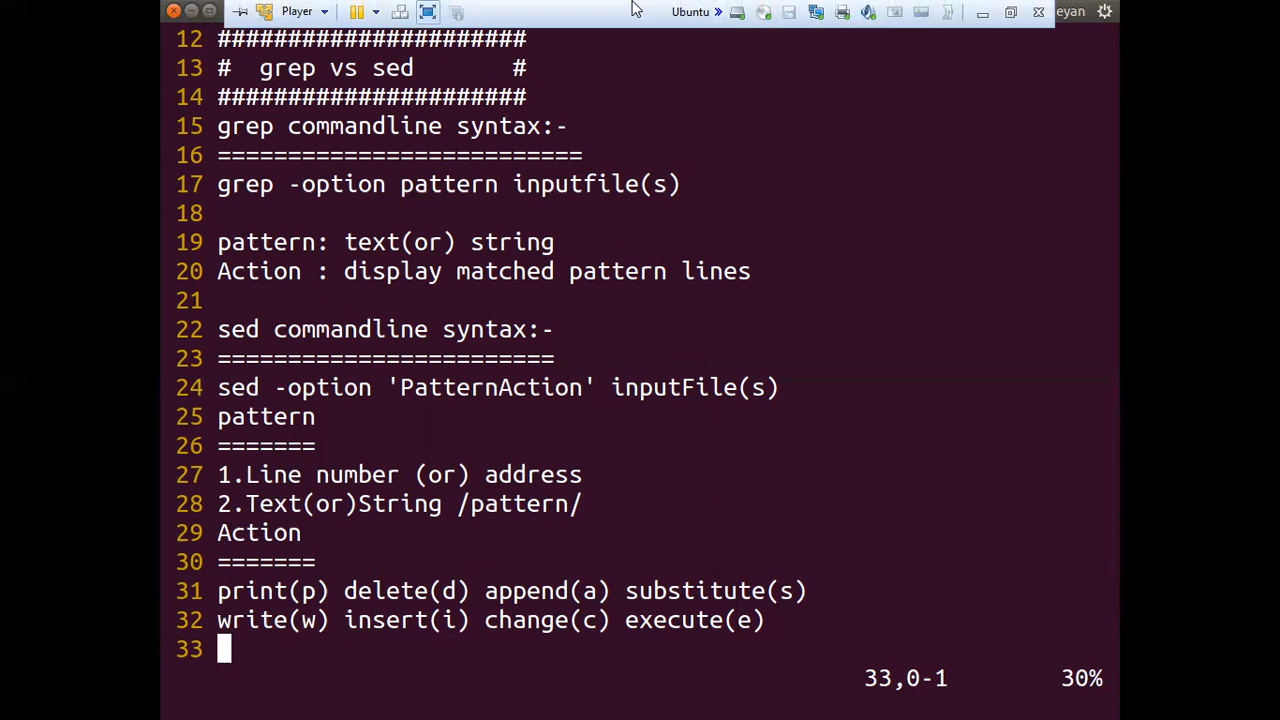 Player
Ubuntu »
eyan
12 ######################
13 #  grep vs sed       #
14 ######################
15 grep commandline syntax:-
16 ==========================
17 grep -option pattern inputfile(s)
18
19 pattern: text(or) string
20 Action : display matched pattern lines
21
22 sed commandline syntax:-
23 ========================
24 sed -option 'PatternAction' inputFile(s)
25 pattern
26 =======
27 1.Line number (or) address
28 2.Text(or)String /pattern/
29 Action
30 =======
31 print(p) delete(d) append(a) substitute(s)
32 write(w) insert(i) change(c) execute(e)
33
33,0-1 30%